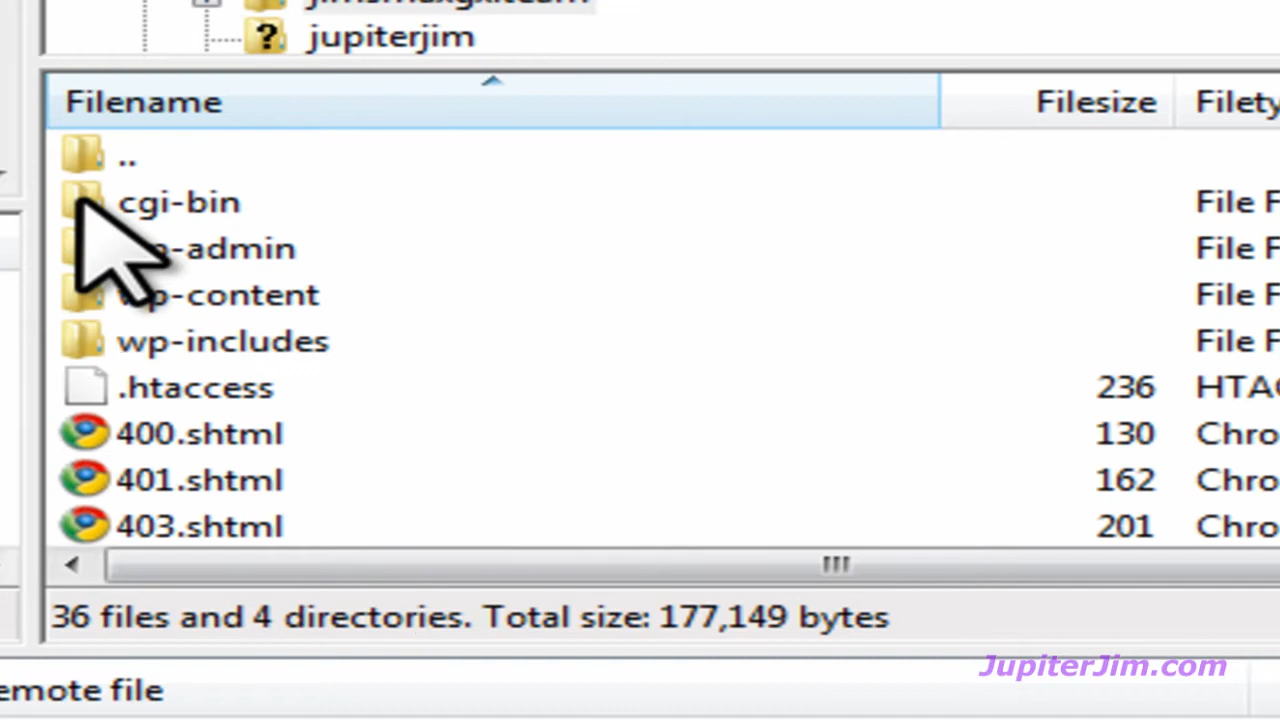 jupiterjim
Filename Filesize Filety
..
cgi-bin File F
p-admin File F
wp-content File F
wp-includes
.htaccess 236 HTAC
400.shtml 130 Chro
401.shtml 162 Chro
403.shtml 201 Chro
36 files and 4 directories. Total size: 177,149 bytes
JupiterJim.com
emote file